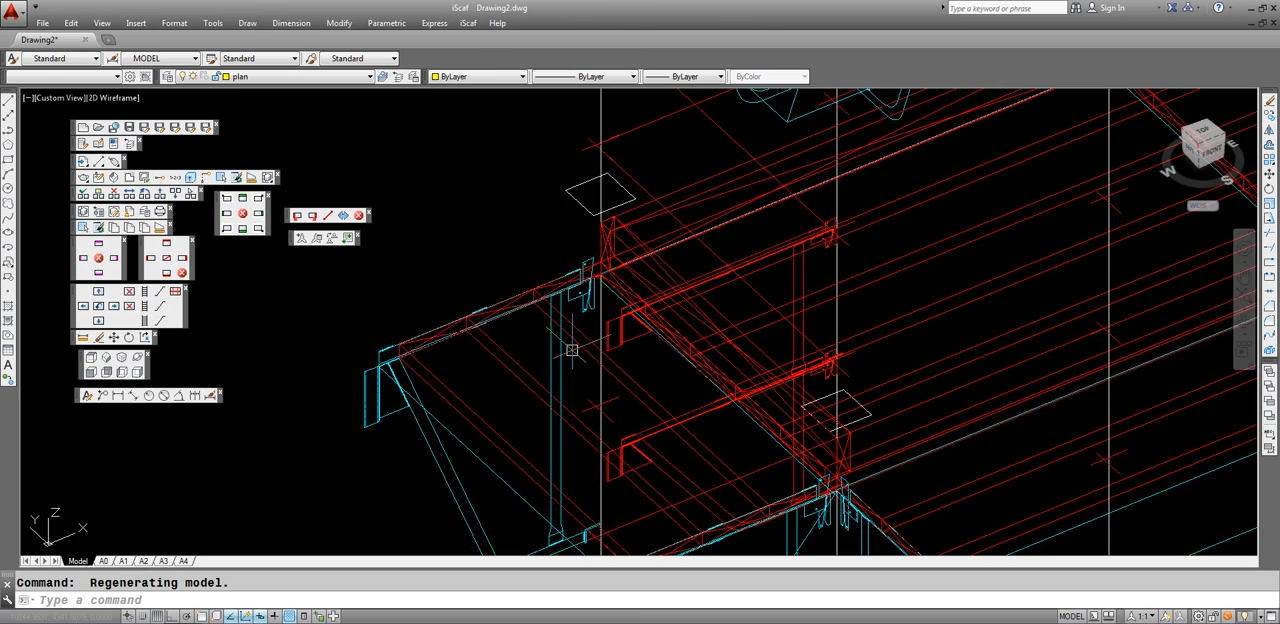 iScaf Drawing2.dwg
Type a keyword or phrase
Sign In
File Edit View Insert Format Tools Draw Dimension Modify Parametric Express iScaf Help
Drawing2*
Standard MODEL Standard Standard
plan ByLayer ByLayer ByLayer ByColor
[−][Custom View][2D Wireframe]
TOP
FRONT
W
S
E
WCS
Z
Y
X
Model A0 A1 A2 A3 A4
Command: Regenerating model.
Type a command
MODEL 1:1